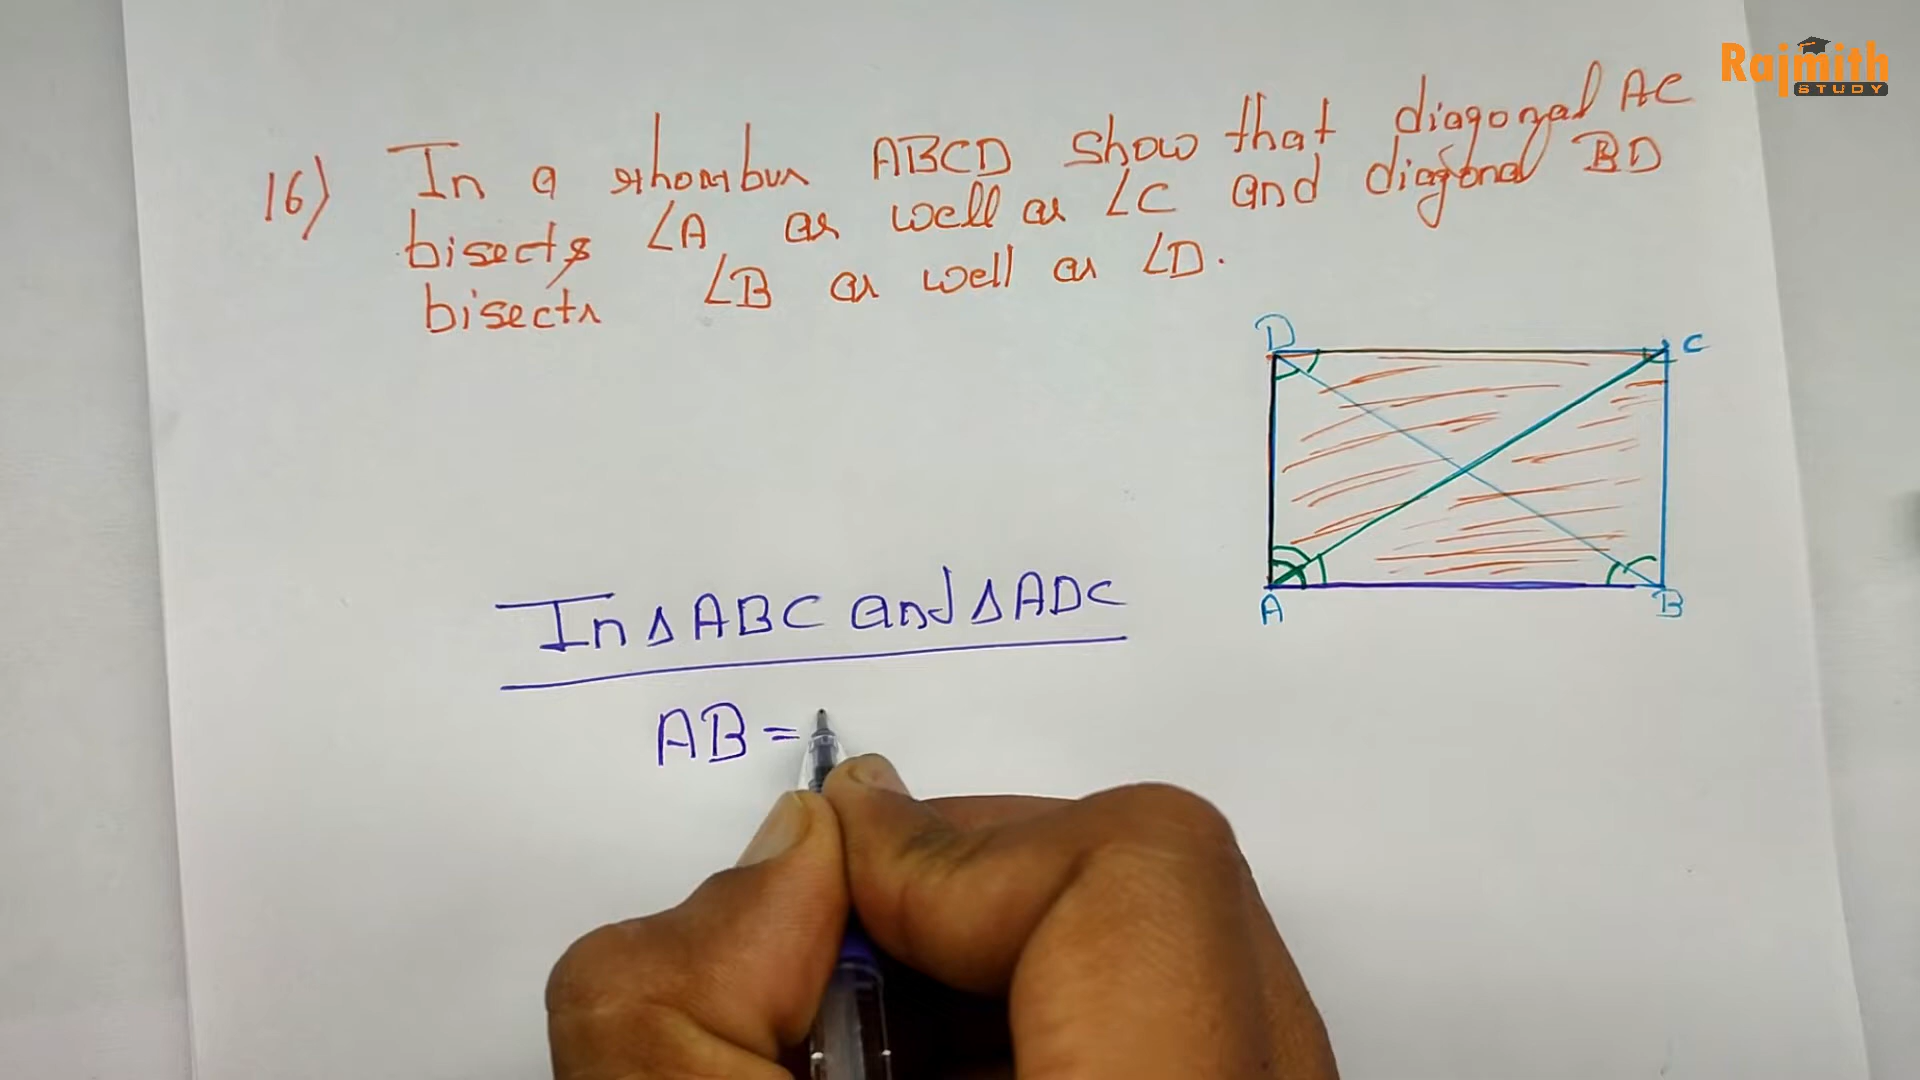 Rajmith
STUDY
16) In a rhombus ABCD show that diagonal AC
bisects ∠A as well as ∠C and diagonal BD
bisects ∠B as well as ∠D.
D
C
A
B
In △ABC and △ADC
AB =